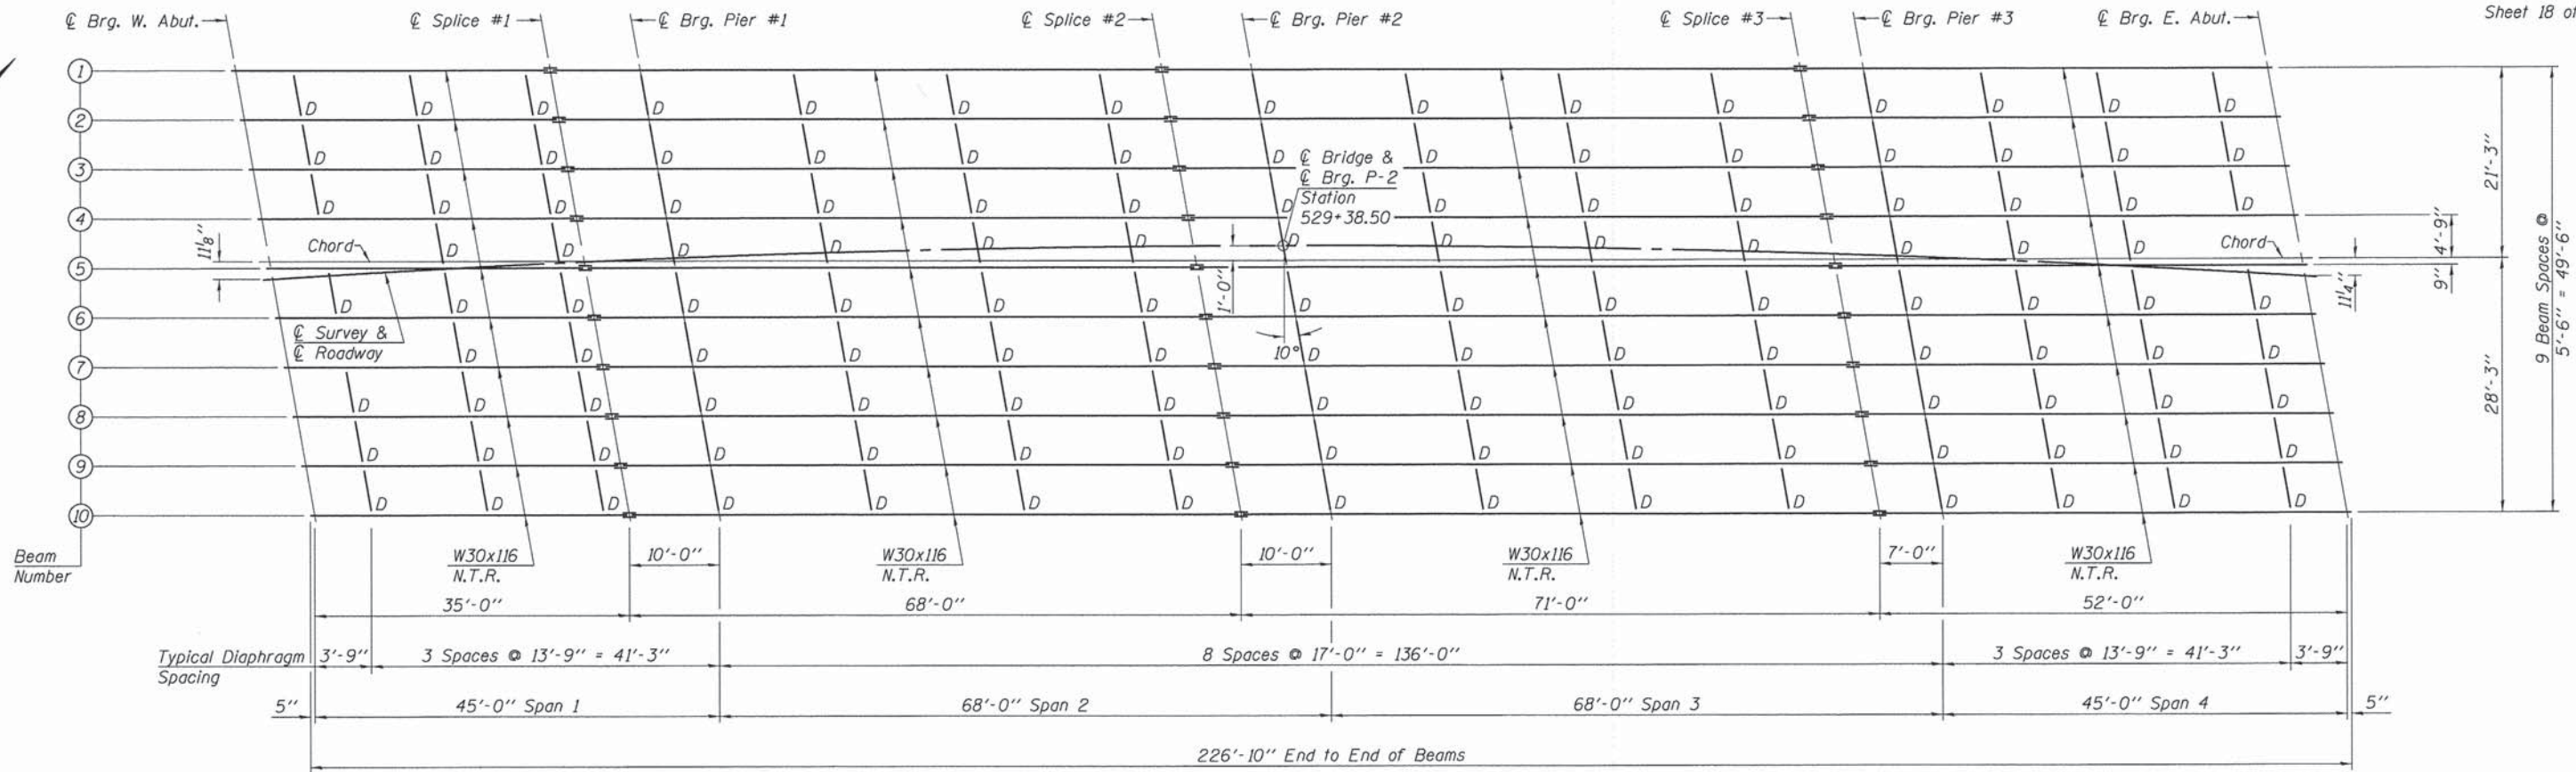 ℄ Brg. W. Abut.
℄ Splice #1
℄ Brg. Pier #1
℄ Splice #2
℄ Brg. Pier #2
℄ Splice #3
℄ Brg. Pier #3
℄ Brg. E. Abut.
Sheet 18 of
1
D D D D D D D D D D D D D D
2
D D D D D D D D D D D D D D
℄ Bridge &
℄ Brg. P-2
Station
529+38.50
3
D D D D D D D D D D D D D D
4
11⅛"
Chord
D D D D D D D D D D D D
Chord
5
D D D D D D D D D D D D D D
1'-0"
℄ Survey &
℄ Roadway
10°
6
D D D D D D D D D D D D D
7
D D D D D D D D D D D D D D
8
D D D D D D D D D D D D D D
9
D D D D D D D D D D D D D D
10
21'-3"
4'-9"
9"
11¼"
28'-3"
9 Beam Spaces @
5'-6" = 49'-6"
Beam
Number
W30x116
N.T.R.
10'-0"
W30x116
N.T.R.
10'-0"
W30x116
N.T.R.
7'-0"
W30x116
N.T.R.
35'-0"
68'-0"
71'-0"
52'-0"
Typical Diaphragm
Spacing
3'-9"
3 Spaces @ 13'-9" = 41'-3"
8 Spaces @ 17'-0" = 136'-0"
3 Spaces @ 13'-9" = 41'-3"
3'-9"
5"
45'-0" Span 1
68'-0" Span 2
68'-0" Span 3
45'-0" Span 4
5"
226'-10" End to End of Beams